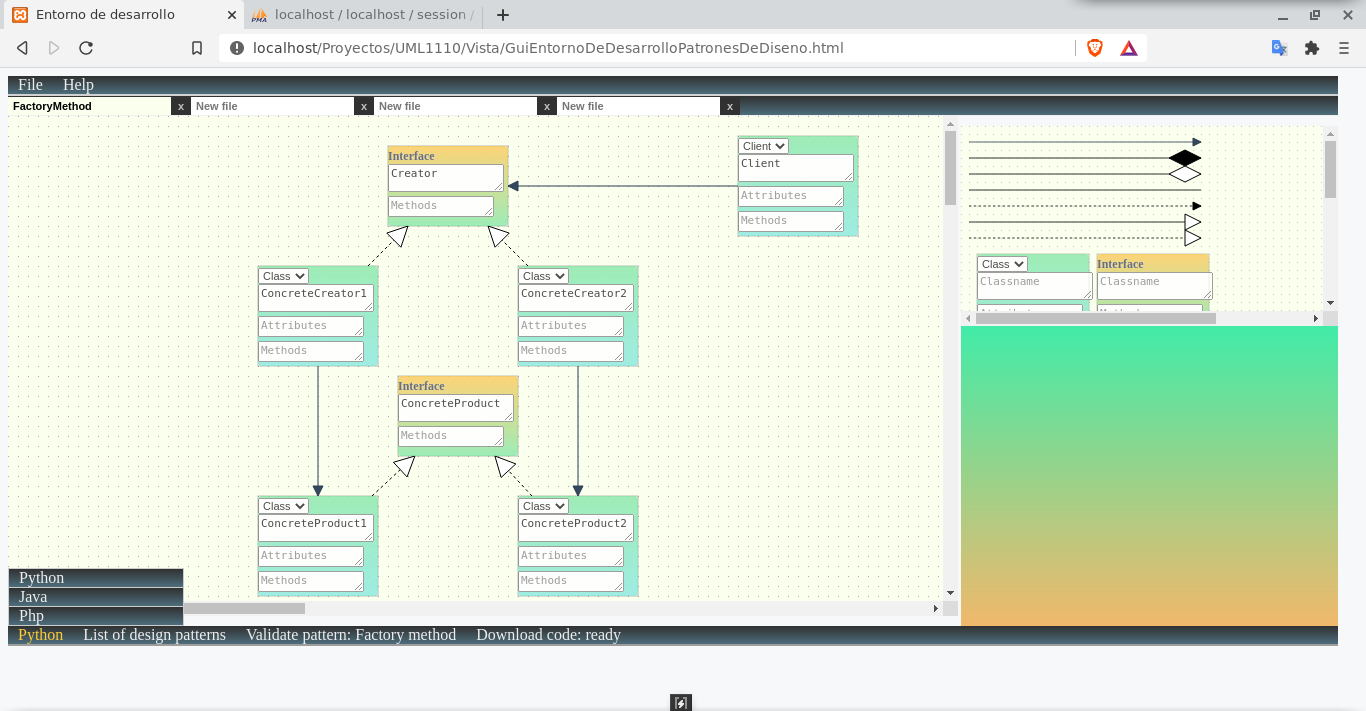 Entorno de desarrollo
localhost / localhost / session /
PMA
localhost/Proyectos/UML1110/Vista/GuiEntornoDeDesarrolloPatronesDeDiseno.html
File Help
FactoryMethod x New file x New file x New file x
Interface
Creator
Methods
Client
Client
Attributes
Methods
Class
ConcreteCreator1
Attributes
Methods
Class
ConcreteCreator2
Attributes
Methods
Interface
ConcreteProduct
Methods
Class
ConcreteProduct1
Attributes
Methods
Class
ConcreteProduct2
Attributes
Methods
Class
Classname
Interface
Classname
Python
Java
Php
Python List of design patterns Validate pattern: Factory method Download code: ready